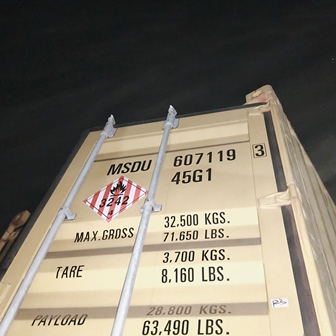 MSDU 607119 3
45G1
3242
MAX.GROSS 32,500 KGS.
71,650 LBS.
TARE 3,700 KGS.
8,160 LBS.
PAYLOAD 28,800 KGS.
63,490 LBS.